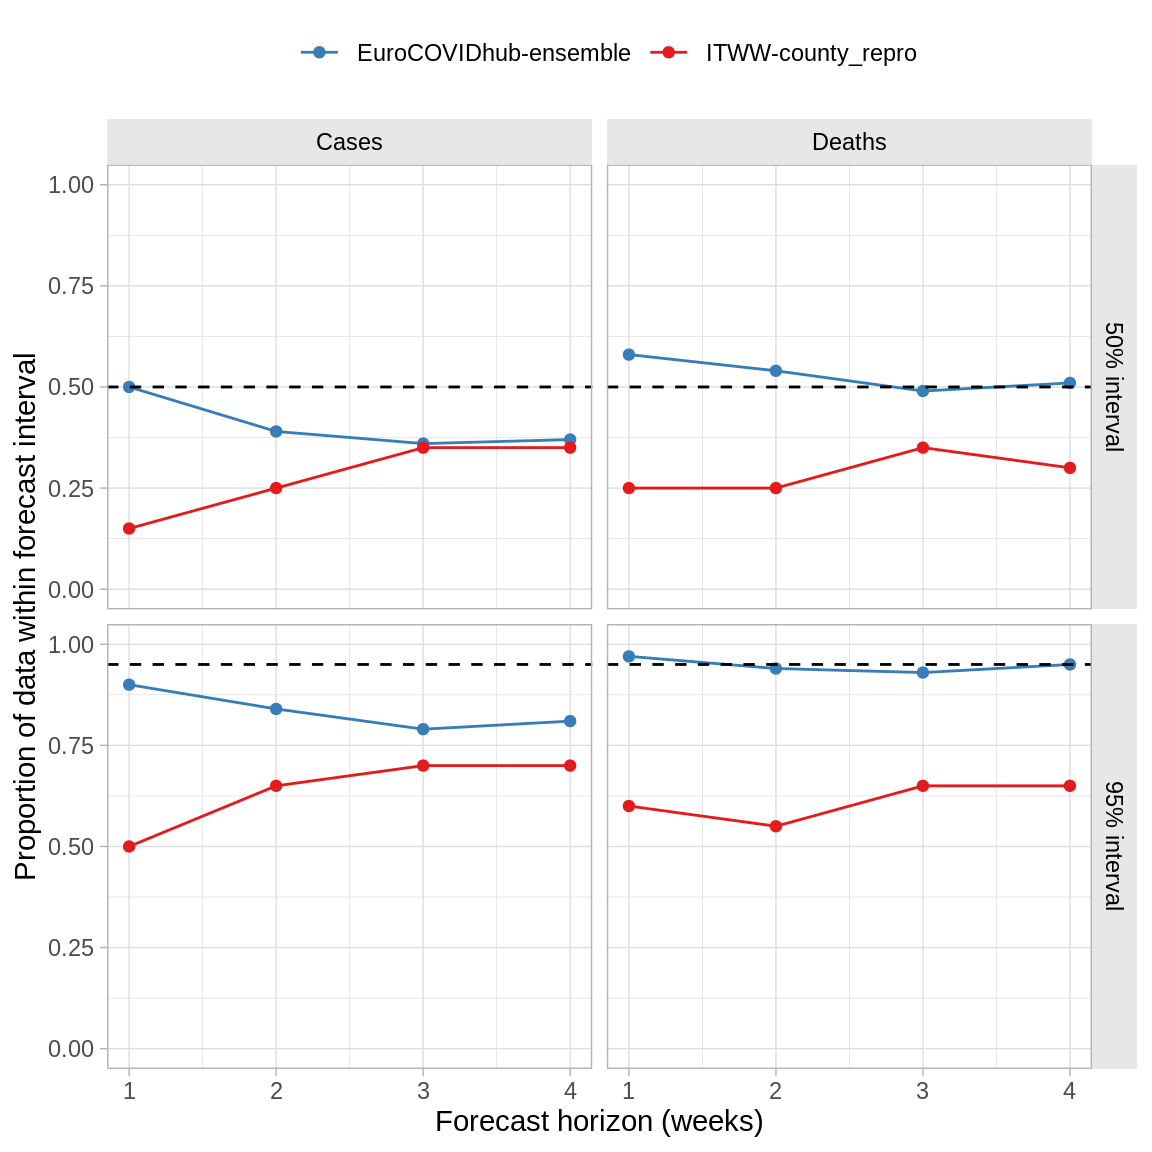 EuroCOVIDhub-ensemble ITWW-county_repro
Cases Deaths
1.00
0.75
0.50
0.25
0.00
50% interval
1.00
0.75
0.50
0.25
0.00
95% interval
Proportion of data within forecast interval
1 2 3 4 1 2 3 4
Forecast horizon (weeks)